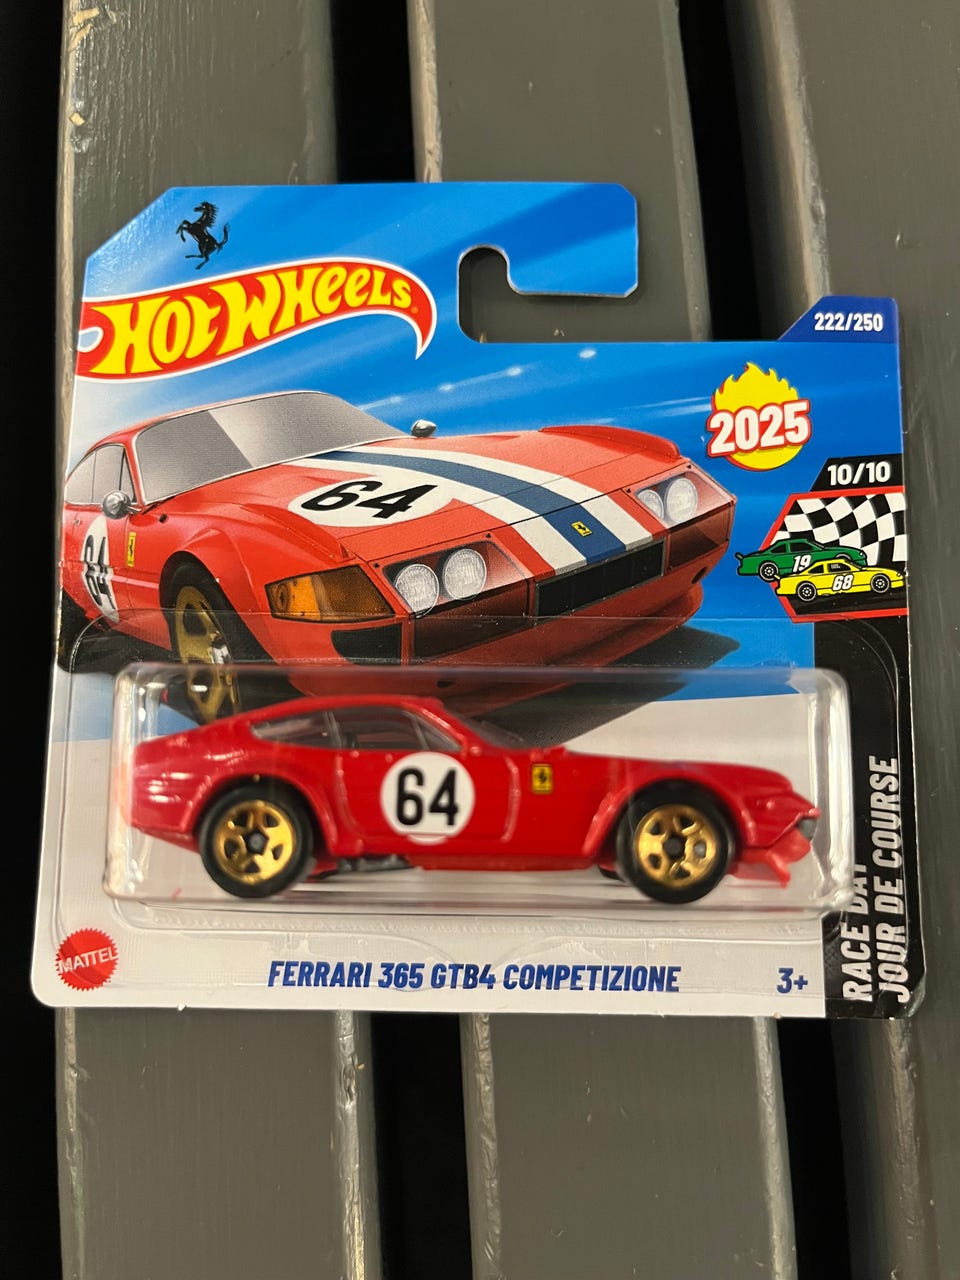 HOT WHEELS
222/250
2025
10/10
19
68
64
64
64
RACE DAY
JOUR DE COURSE
MATTEL
FERRARI 365 GTB4 COMPETIZIONE
3+